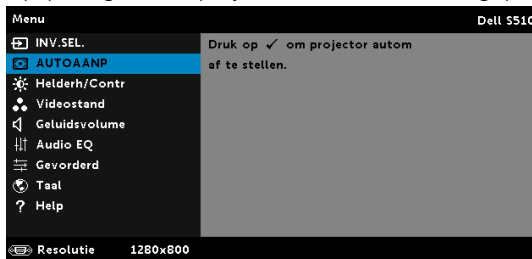 Menu Dell S510
INV.SEL.
AUTOAANP
Helderh/Contr
Videostand
Geluidsvolume
Audio EQ
Gevorderd
Taal
? Help
Druk op ✓ om projector autom
af te stellen.
Resolutie 1280x800